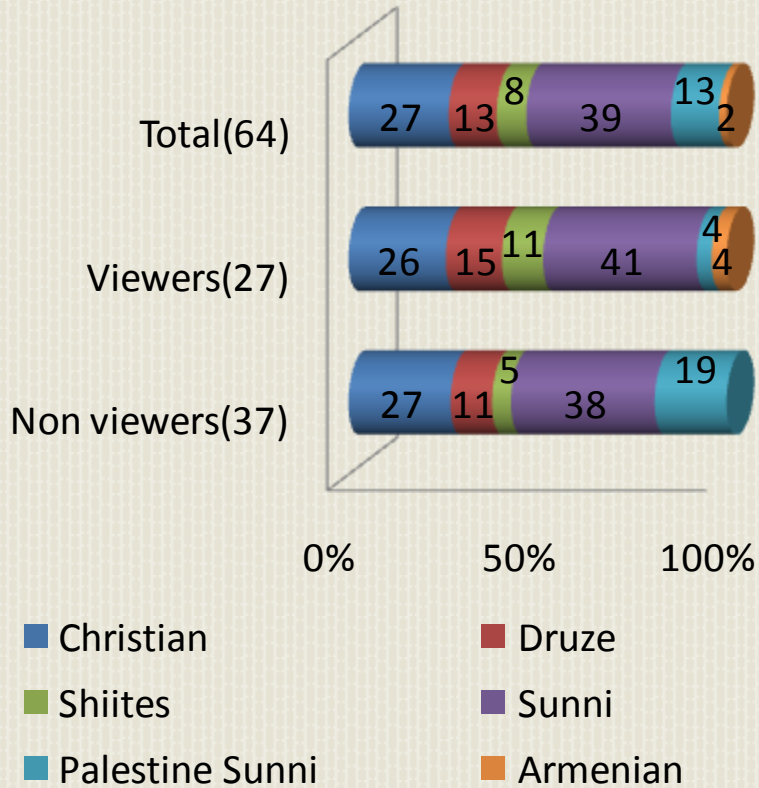 Total(64)
27 13 8 39 13 2
Viewers(27)
26 15 11 41 4 4
Non viewers(37)
27 11 5 38 19
0% 50% 100%
Christian Druze
Shiites Sunni
Palestine Sunni Armenian